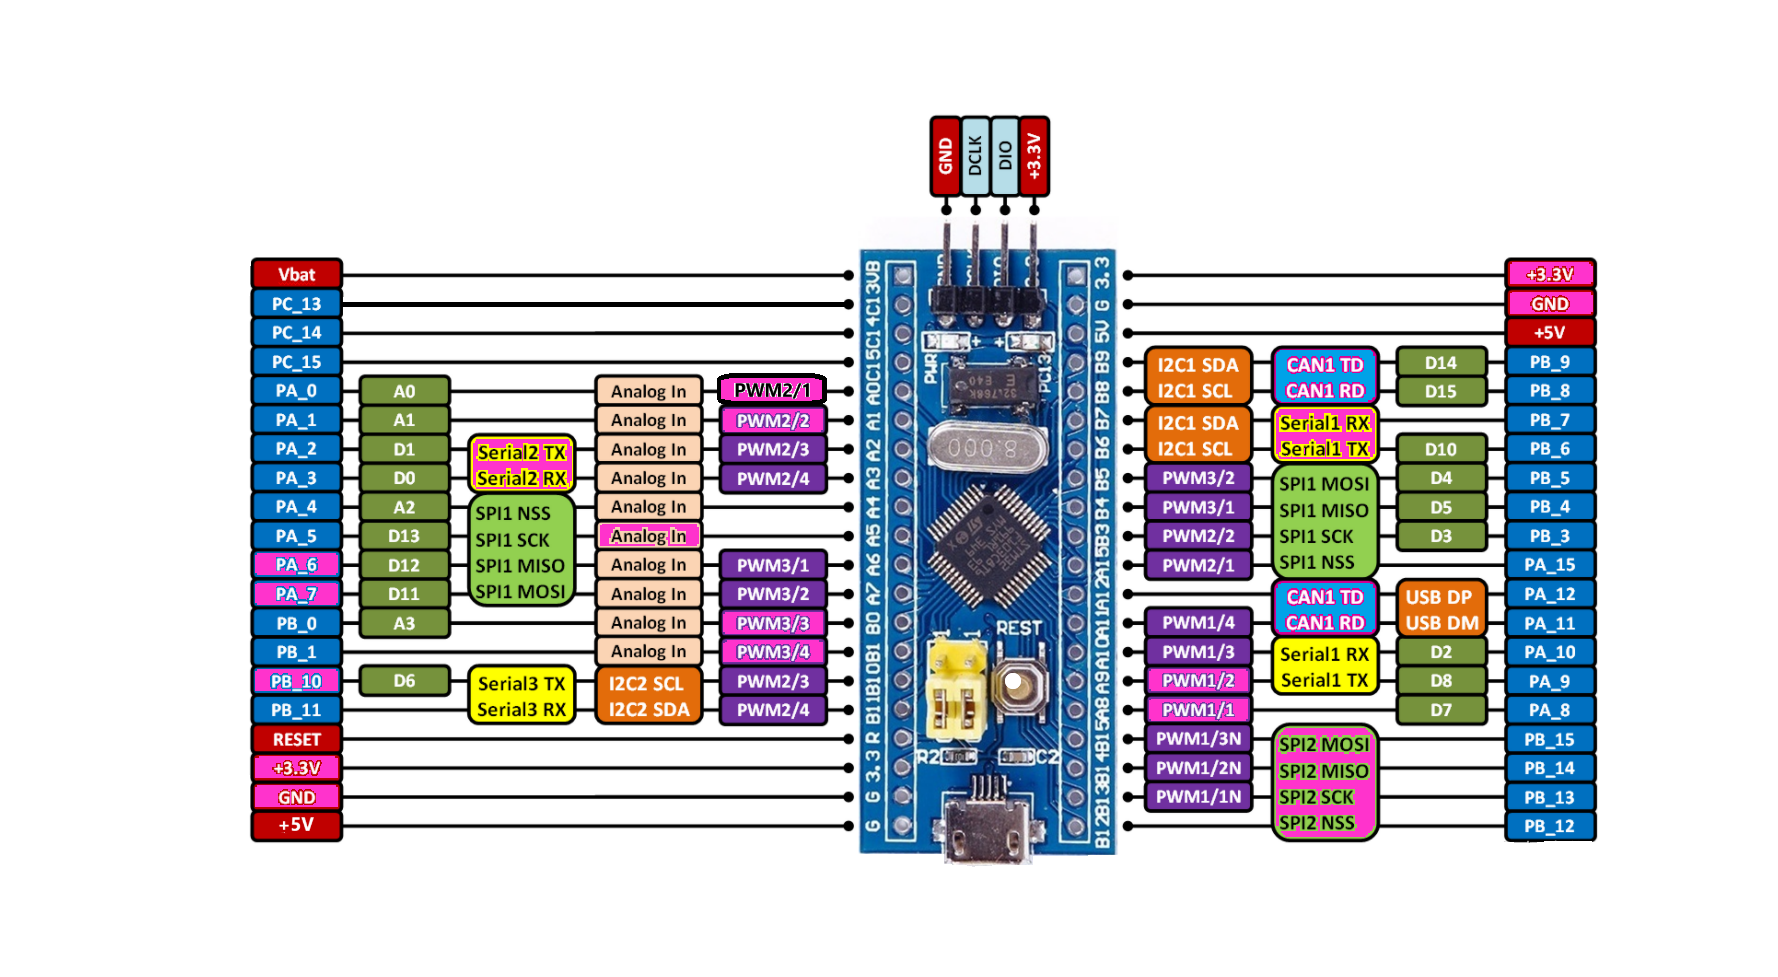 GND DCLK DIO +3.3V
Vbat VB 3.3 +3.3V
PC_13 C13 G GND
PC_14 C14 5V +5V
PC_15 C15 B9 I2C1 SDA CAN1 TD D14 PB_9
PA_0 A0 Analog In PWM2/1 A0 B8 I2C1 SCL CAN1 RD D15 PB_8
PA_1 A1 Analog In PWM2/2 A1 B7 I2C1 SDA Serial1 RX PB_7
PA_2 D1 Serial2 TX Analog In PWM2/3 A2 B6 I2C1 SCL Serial1 TX D10 PB_6
PA_3 D0 Serial2 RX Analog In PWM2/4 A3 B5 PWM3/2 SPI1 MOSI D4 PB_5
PA_4 A2 SPI1 NSS Analog In A4 B4 PWM3/1 SPI1 MISO D5 PB_4
PA_5 D13 SPI1 SCK Analog In A5 B3 PWM2/2 SPI1 SCK D3 PB_3
PA_6 D12 SPI1 MISO Analog In PWM3/1 A6 A15 PWM2/1 SPI1 NSS PA_15
PA_7 D11 SPI1 MOSI Analog In PWM3/2 A7 A12 CAN1 TD USB DP PA_12
PB_0 A3 Analog In PWM3/3 B0 A11 PWM1/4 CAN1 RD USB DM PA_11
PB_1 Analog In PWM3/4 B1 A10 PWM1/3 Serial1 RX D2 PA_10
PB_10 D6 Serial3 TX I2C2 SCL PWM2/3 B10 A9 PWM1/2 Serial1 TX D8 PA_9
PB_11 Serial3 RX I2C2 SDA PWM2/4 B11 A8 PWM1/1 D7 PA_8
RESET R B15 PWM1/3N SPI2 MOSI PB_15
+3.3V 3.3 B14 PWM1/2N SPI2 MISO PB_14
GND G B13 PWM1/1N SPI2 SCK PB_13
+5V G B12 SPI2 NSS PB_12
PWR + + PC13
8.000
1 1 REST
R2 C2